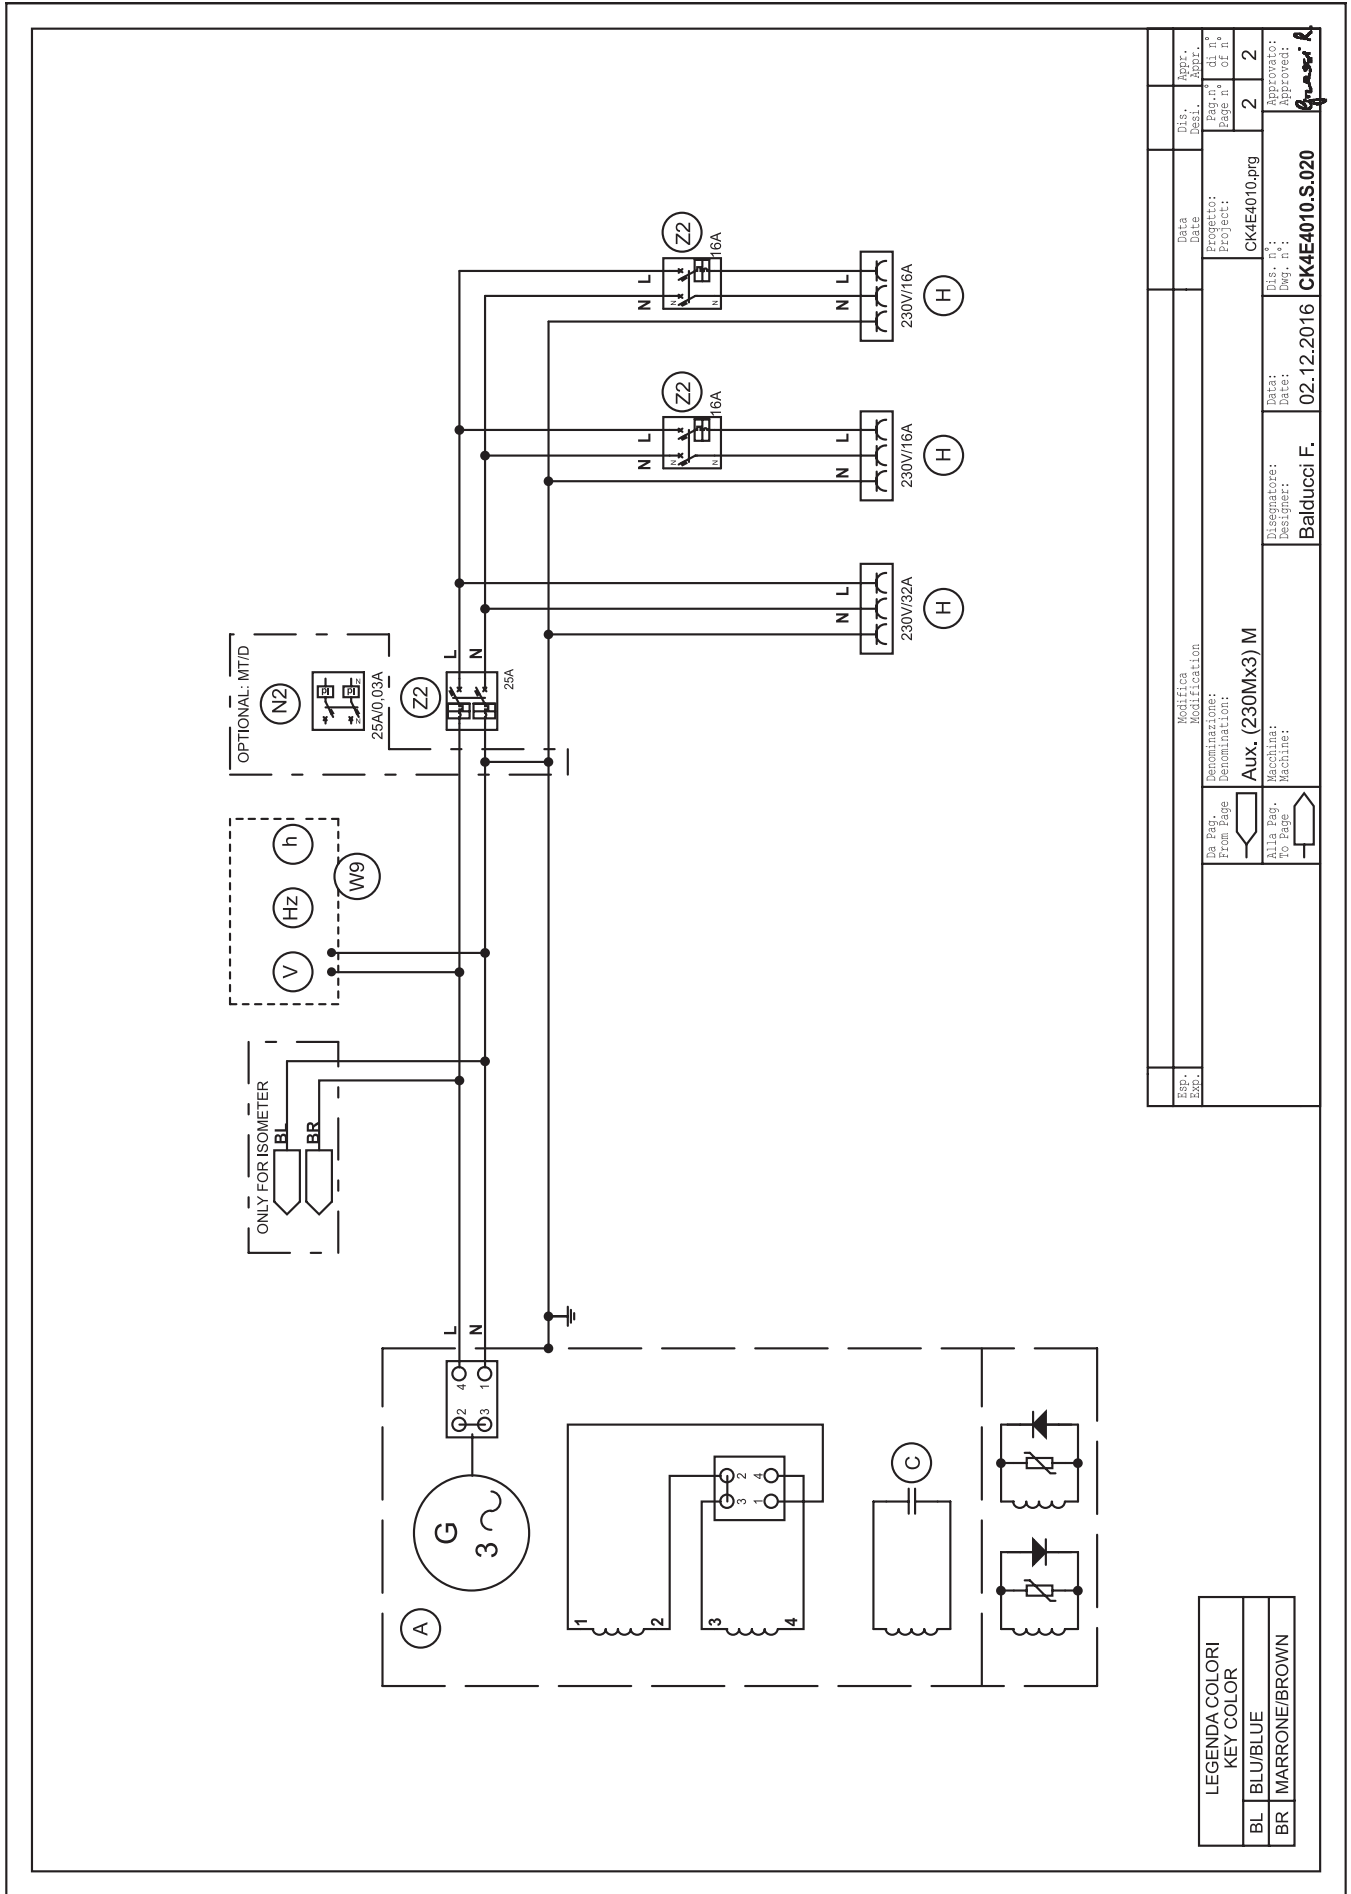 OPTIONAL: MT/D
N2
25A/0,03A
Z2
25A
L
N
ONLY FOR ISOMETER
BL
BR
V
Hz
h
W9
L
N
L
N
Z2
16A
N
N
L
N
Z2
16A
N
N
L
N
230V/32A
H
L
N
230V/16A
H
L
N
230V/16A
H
A
G
3
2
4
3
1
1
2
3
4
2
4
3
1
C
LEGENDA COLORI
KEY COLOR
BL BLU/BLUE
BR MARRONE/BROWN
Esp.
Exp.
Modifica
Modification
Data
Date
Dis.
Desi.
Appr.
Appr.
Da Pag.
From Page
Denominazione:
Denomination:
Aux. (230Mx3) M
Progetto:
Project:
CK4E4010.prg
Pag.n°
Page n°
2
di n°
of n°
2
Alla Pag.
To Page
Macchina:
Machine:
Disegnatore:
Designer:
Balducci F.
Data:
Date:
02.12.2016
Dis. n°:
Dwg. n°:
CK4E4010.S.020
Approvato:
Approved: